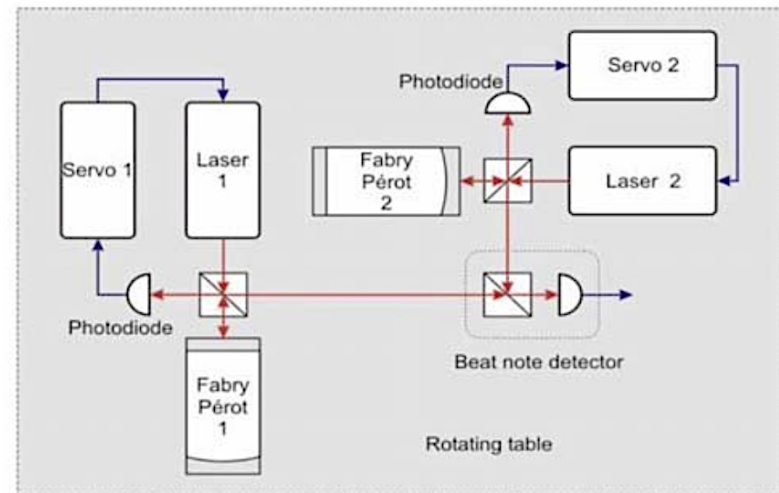 Servo 1
Laser
1
Photodiode
Fabry
Pérot
1
Photodiode
Servo 2
Fabry
Pérot
2
Laser 2
Beat note detector
Rotating table